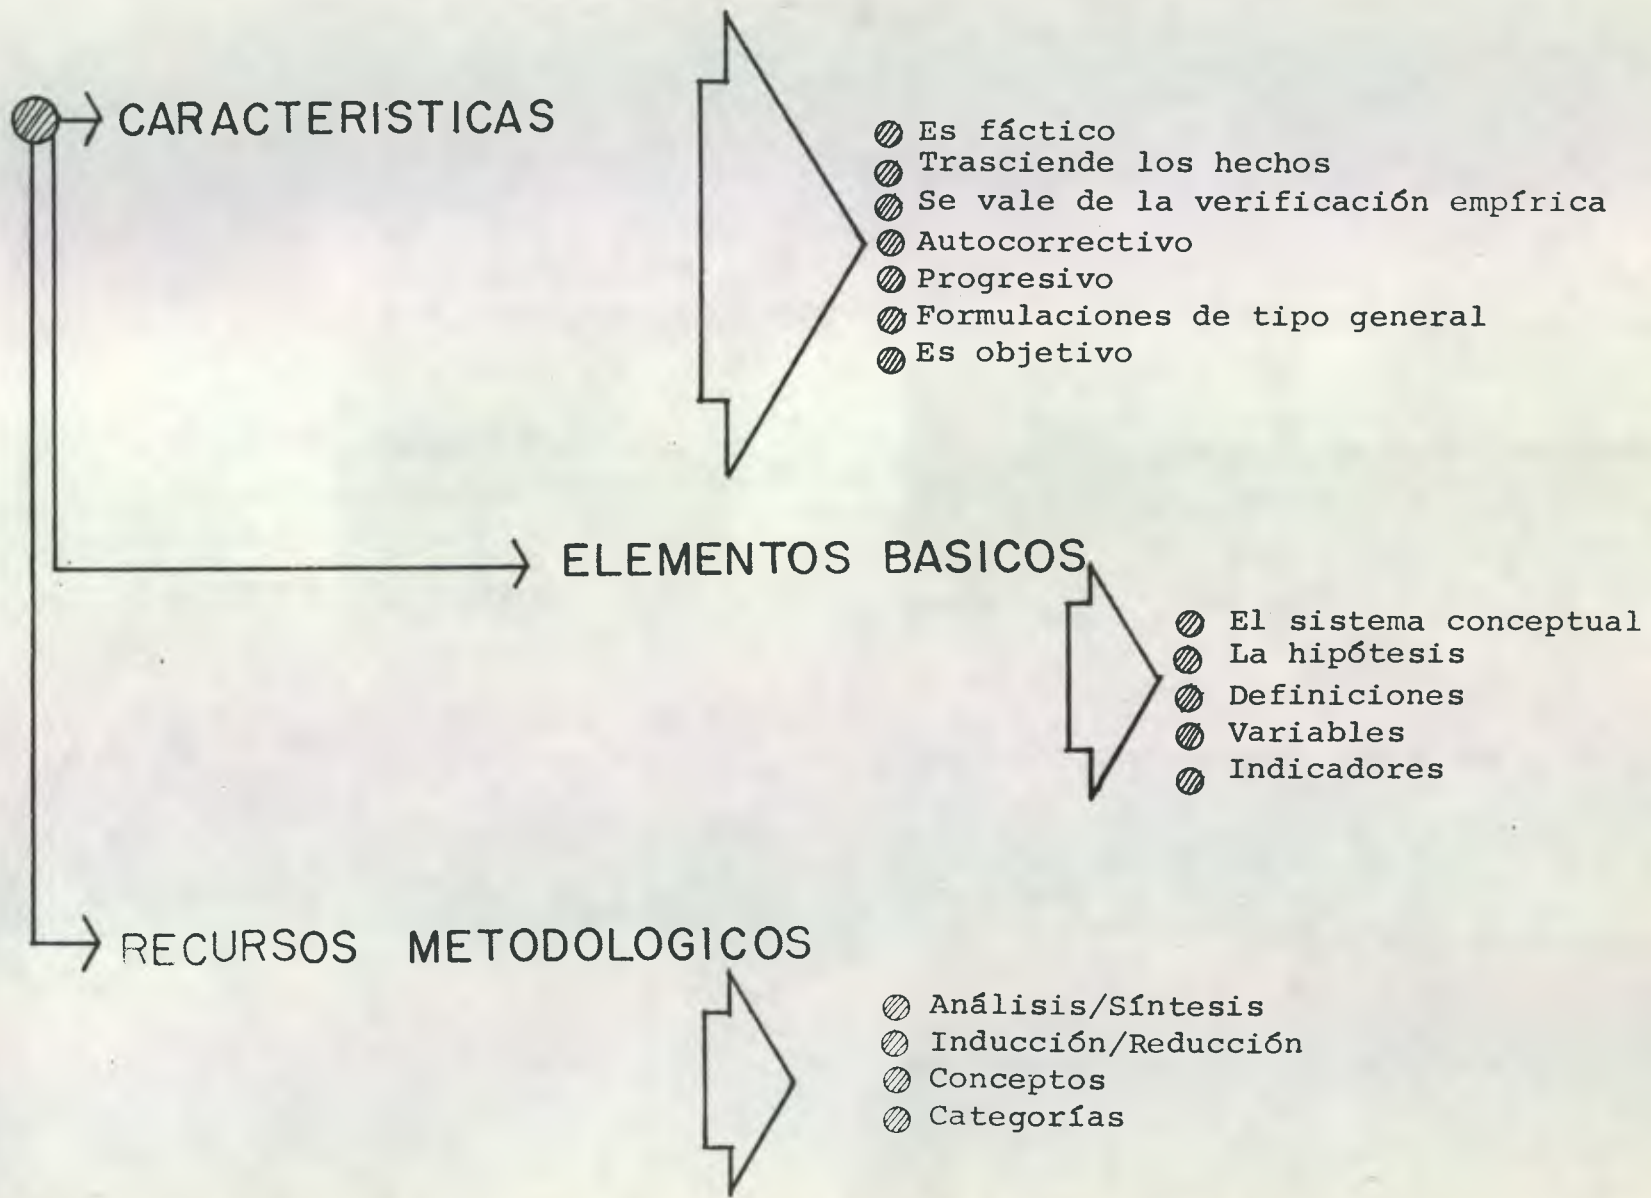 CARACTERISTICAS
Es fáctico
Trasciende los hechos
Se vale de la verificación empírica
Autocorrectivo
Progresivo
Formulaciones de tipo general
Es objetivo
ELEMENTOS BASICOS
El sistema conceptual
La hipótesis
Definiciones
Variables
Indicadores
RECURSOS METODOLOGICOS
Análisis/Síntesis
Inducción/Reducción
Conceptos
Categorías